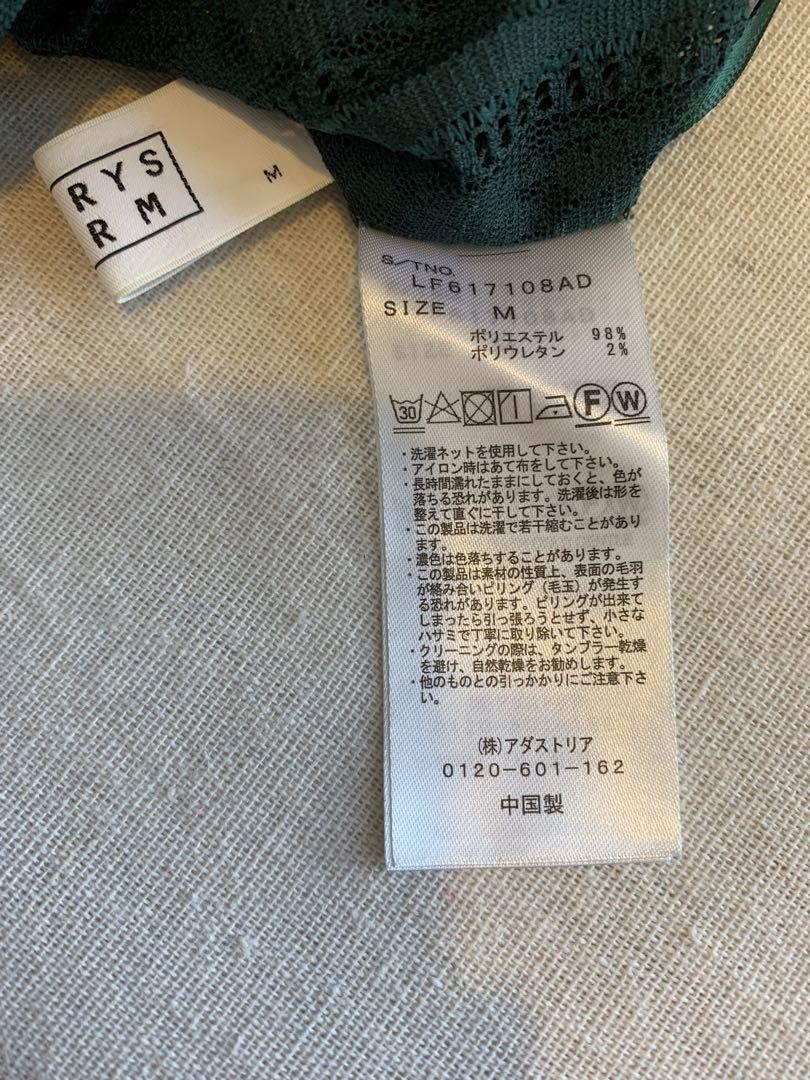 RYS
RM
M
S/TNO.
LF617108AD
SIZE M
ポリエステル 98%
ポリウレタン 2%
30 F W
・洗濯ネットを使用して下さい。
・アイロン時はあて布をして下さい。
・長時間濡れたままにしておくと、色が
落ちる恐れがあります。洗濯後は形を
整えて直ぐに干して下さい。
・この製品は洗濯で若干縮むことがあり
ます。
・濃色は色落ちすることがあります。
・この製品は素材の性質上、表面の毛羽
が絡み合いピリング（毛玉）が発生す
る恐れがあります。ピリングが出来て
しまったら引っ張ろうとせず、小さな
ハサミで丁寧に取り除いて下さい。
・クリーニングの際は、タンブラー乾燥
を避け、自然乾燥をお勧めします。
・他のものとの引っかかりにご注意下さ
い。
(株)アダストリア
0120-601-162
中国製